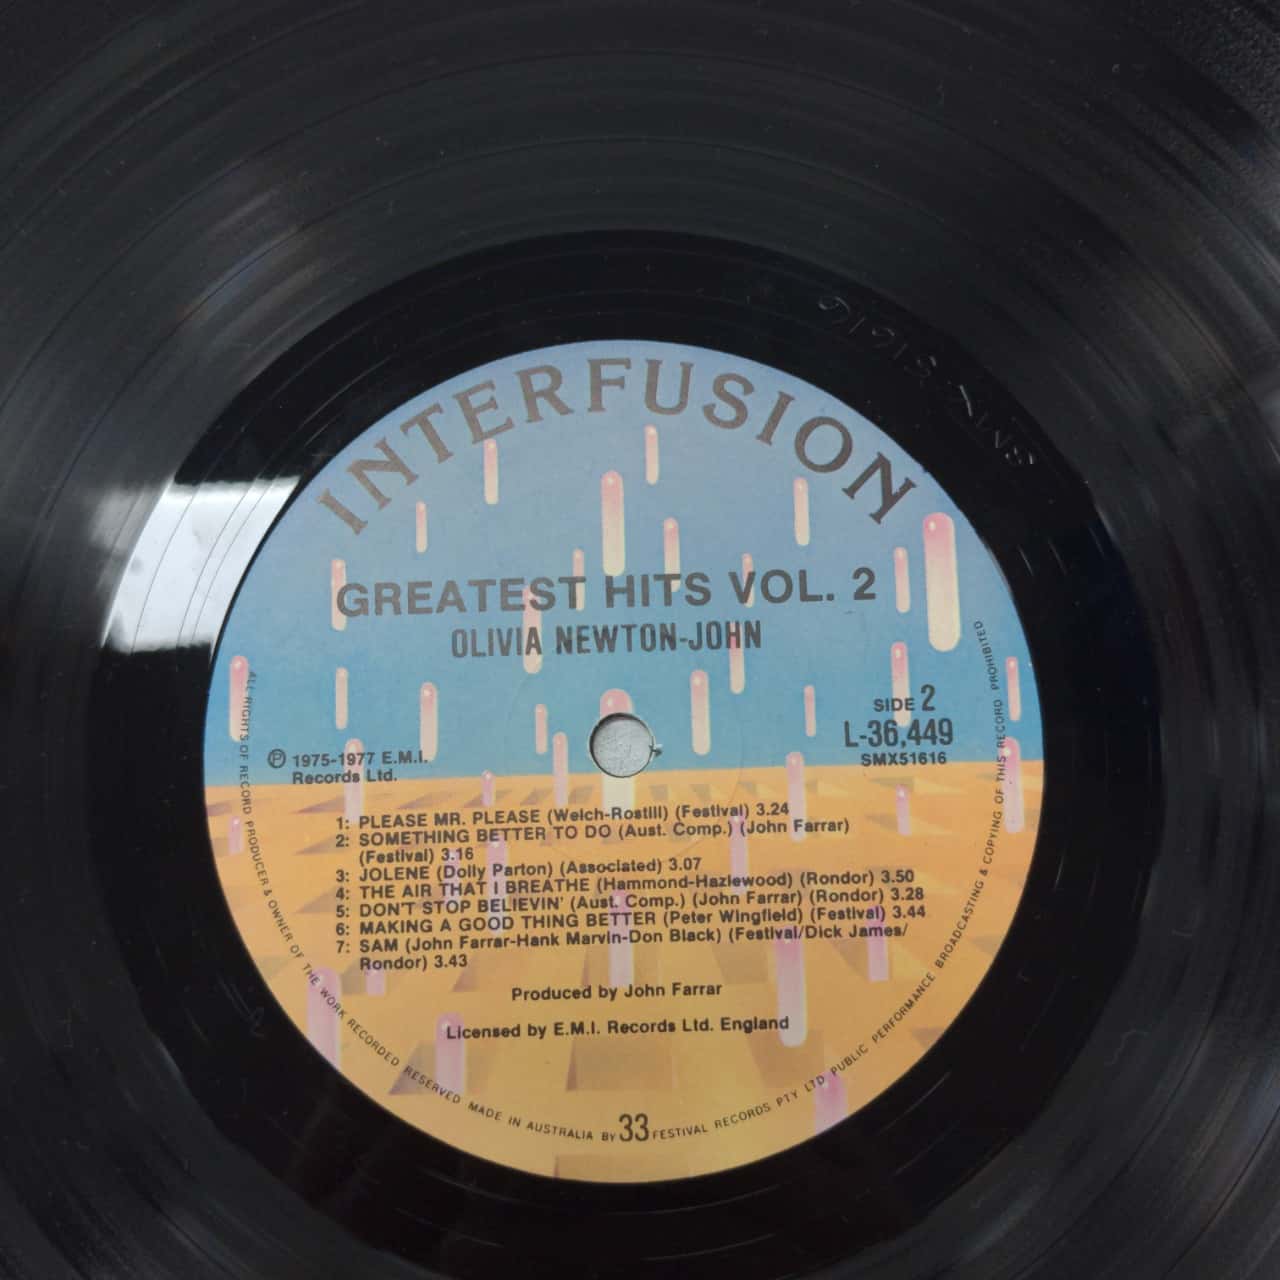 SMX 51616
INTERFUSION
GREATEST HITS VOL. 2
OLIVIA NEWTON-JOHN
SIDE 2
L-36,449
SMX51616
Ⓟ 1975-1977 E.M.I.
Records Ltd.
1: PLEASE MR. PLEASE (Welch-Rostill) (Festival) 3.24
2: SOMETHING BETTER TO DO (Aust. Comp.) (John Farrar)
(Festival) 3.16
3: JOLENE (Dolly Parton) (Associated) 3.07
4: THE AIR THAT I BREATHE (Hammond-Hazlewood) (Rondor) 3.50
5: DON'T STOP BELIEVIN' (Aust. Comp.) (John Farrar) (Rondor) 3.28
6: MAKING A GOOD THING BETTER (Peter Wingfield) (Festival) 3.44
7: SAM (John Farrar-Hank Marvin-Don Black) (Festival/Dick James/
Rondor) 3.43
Produced by John Farrar
Licensed by E.M.I. Records Ltd. England
ALL RIGHTS OF RECORD PRODUCER & OWNER OF THE WORK RECORDED RESERVED MADE IN AUSTRALIA BY 33 FESTIVAL RECORDS PTY LTD PUBLIC PERFORMANCE BROADCASTING & COPYING OF THIS RECORD PROHIBITED